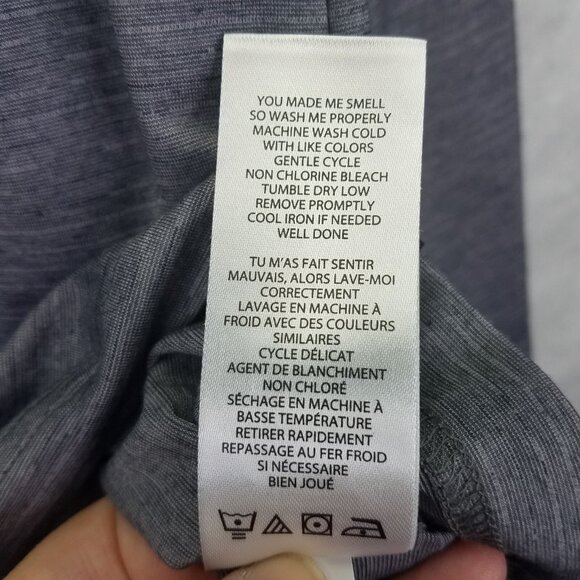 YOU MADE ME SMELL
SO WASH ME PROPERLY
MACHINE WASH COLD
WITH LIKE COLORS
GENTLE CYCLE
NON CHLORINE BLEACH
TUMBLE DRY LOW
REMOVE PROMPTLY
COOL IRON IF NEEDED
WELL DONE
TU M'AS FAIT SENTIR
MAUVAIS, ALORS LAVE-MOI
CORRECTEMENT
LAVAGE EN MACHINE À
FROID AVEC DES COULEURS
SIMILAIRES
CYCLE DÉLICAT
AGENT DE BLANCHIMENT
NON CHLORÉ
SÉCHAGE EN MACHINE À
BASSE TEMPÉRATURE
RETIRER RAPIDEMENT
REPASSAGE AU FER FROID
SI NÉCESSAIRE
BIEN JOUÉ